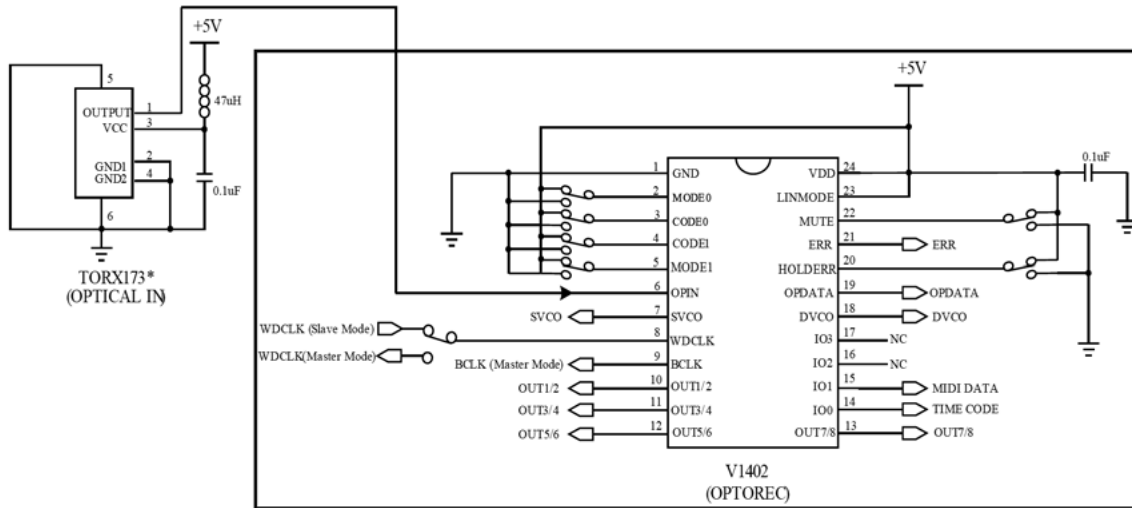 +5V
5
47uH
OUTPUT 1
VCC 3
GND1 2
GND2 4
0.1uF
6
TORX173*
(OPTICAL IN)
+5V
0.1uF
1 GND VDD 24
2 MODE0 LINMODE 23
3 CODE0 MUTE 22
4 CODE1 ERR 21 ERR
5 MODE1 HOLDERR 20
6 OPIN OPDATA 19 OPDATA
SVCO 7 SVCO DVCO 18 DVCO
WDCLK (Slave Mode)
8 WDCLK IO3 17 NC
WDCLK(Master Mode)
BCLK (Master Mode) 9 BCLK IO2 16 NC
OUT1/2 10 OUT1/2 IO1 15 MIDI DATA
OUT3/4 11 OUT3/4 IO0 14 TIME CODE
OUT5/6 12 OUT5/6 OUT7/8 13 OUT7/8
V1402
(OPTOREC)